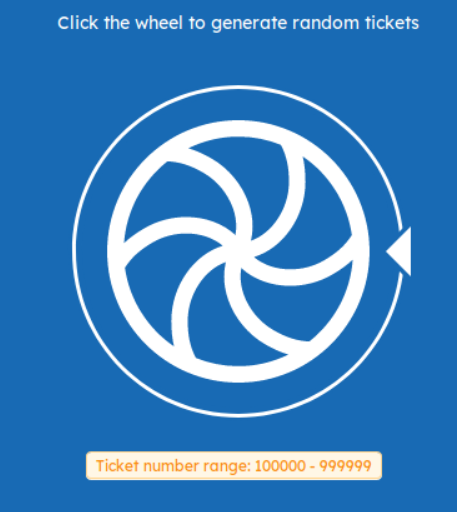 Click the wheel to generate random tickets
Ticket number range: 100000 - 999999